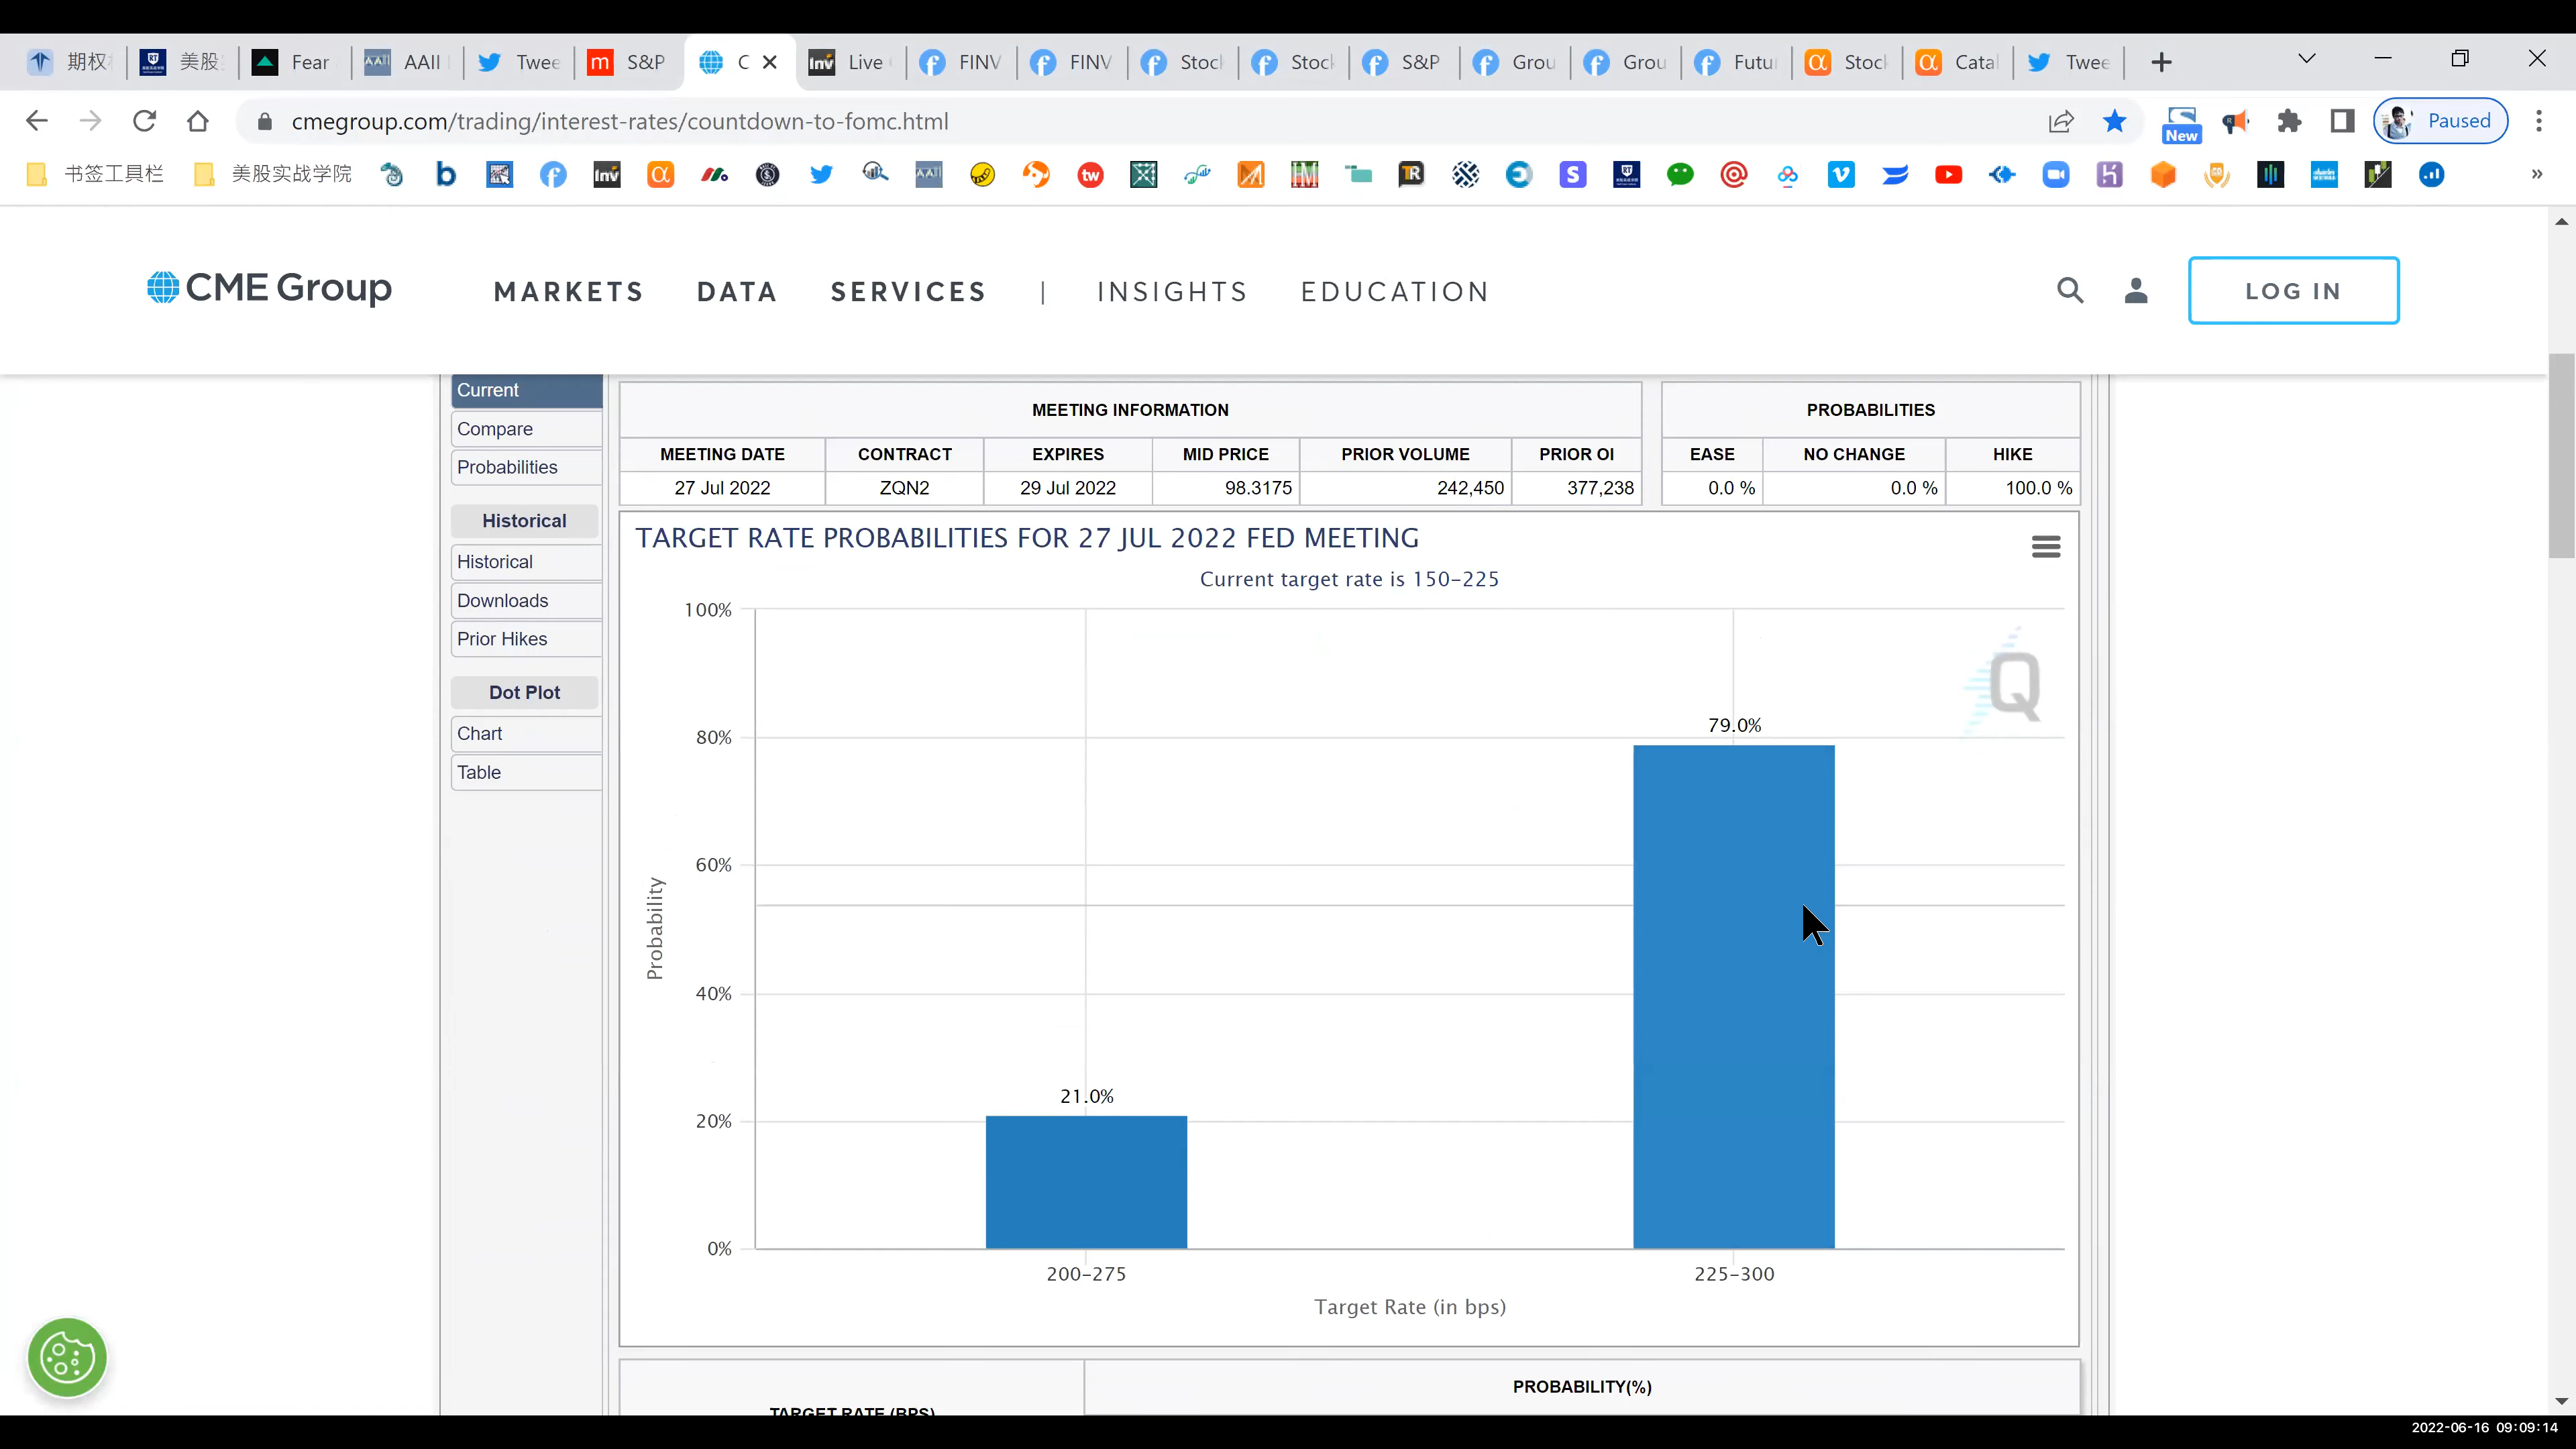 期权 美股 Fear AAII Twee S&P C Live FINV FINV Stoc Stoc S&P Grou Grou Futu Stoc Catal Twee
cmegroup.com/trading/interest-rates/countdown-to-fomc.html New Paused
书签工具栏 美股实战学院
CME Group MARKETS DATA SERVICES | INSIGHTS EDUCATION LOG IN
Current
Compare
Probabilities
Historical
Historical
Downloads
Prior Hikes
Dot Plot
Chart
Table
MEETING INFORMATION
MEETING DATE CONTRACT EXPIRES MID PRICE PRIOR VOLUME PRIOR OI
27 Jul 2022 ZQN2 29 Jul 2022 98.3175 242,450 377,238
PROBABILITIES
EASE NO CHANGE HIKE
0.0 % 0.0 % 100.0 %
TARGET RATE PROBABILITIES FOR 27 JUL 2022 FED MEETING
Current target rate is 150-225
100%
80%
60%
40%
20%
0%
Probability
Q
79.0%
21.0%
200-275 225-300
Target Rate (in bps)
TARGET RATE (BPS)
PROBABILITY(%)
2022-06-16 09:09:14